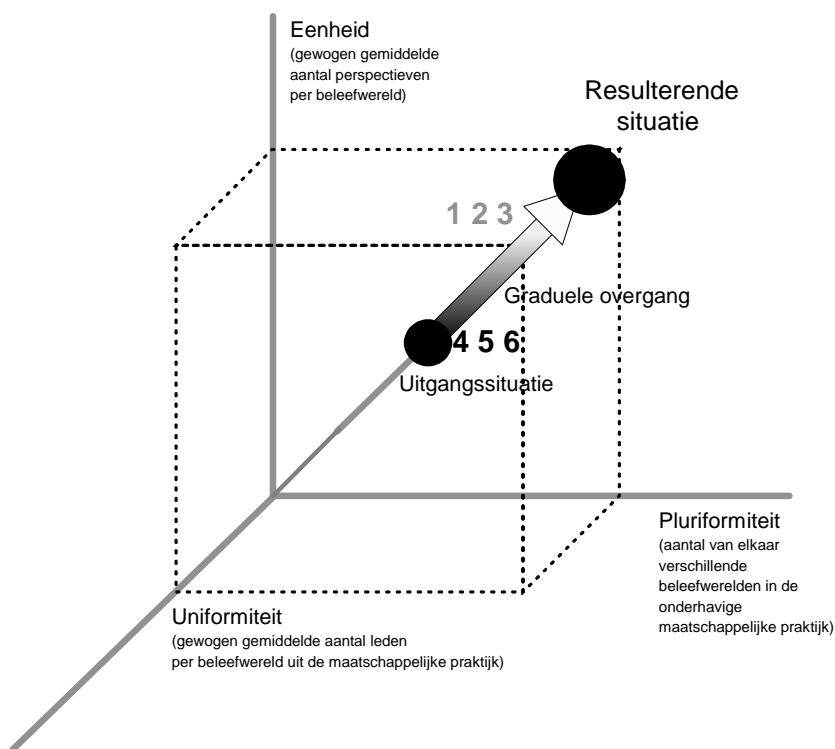 Eenheid
(gewogen gemiddelde
aantal perspectieven
per beleefwereld)
Resulterende
situatie
1 2 3
Graduele overgang
4 5 6
Uitgangssituatie
Pluriformiteit
(aantal van elkaar
verschillende
beleefwerelden in de
onderhavige
maatschappelijke praktijk)
Uniformiteit
(gewogen gemiddelde aantal leden
per beleefwereld uit de maatschappelijke praktijk)